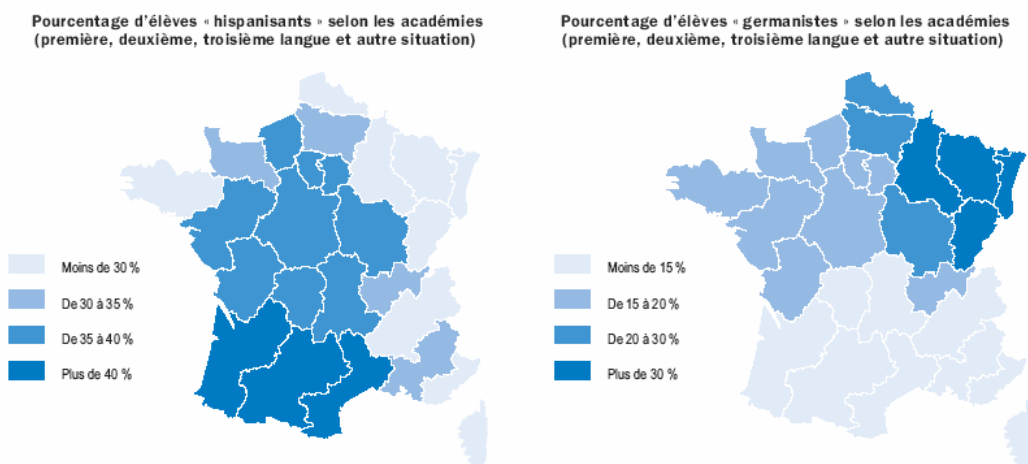 Pourcentage d'élèves « hispanisants » selon les académies
(première, deuxième, troisième langue et autre situation)
Moins de 30 %
De 30 à 35 %
De 35 à 40 %
Plus de 40 %
Pourcentage d'élèves « germanistes » selon les académies
(première, deuxième, troisième langue et autre situation)
Moins de 15 %
De 15 à 20 %
De 20 à 30 %
Plus de 30 %